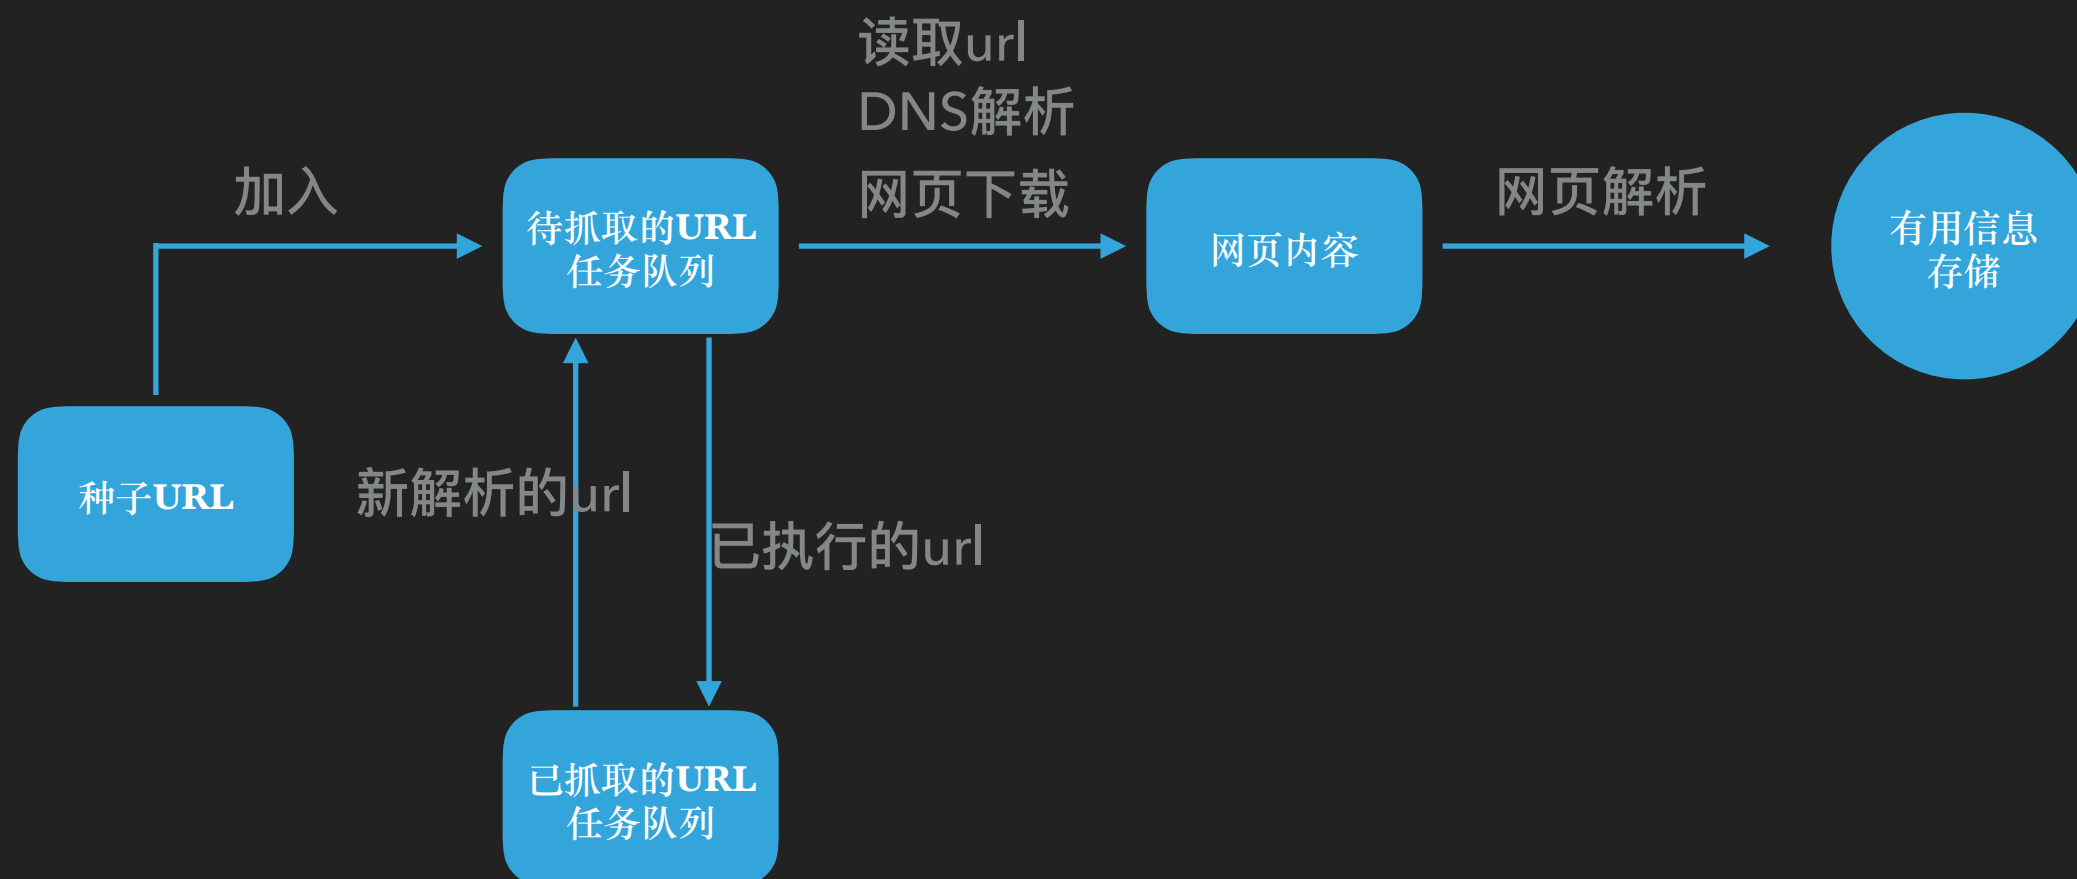 读取url
DNS解析
网页下载
加入
网页解析
待抓取的URL
任务队列
网页内容
有用信息
存储
种子URL
新解析的url
已执行的url
已抓取的URL
任务队列